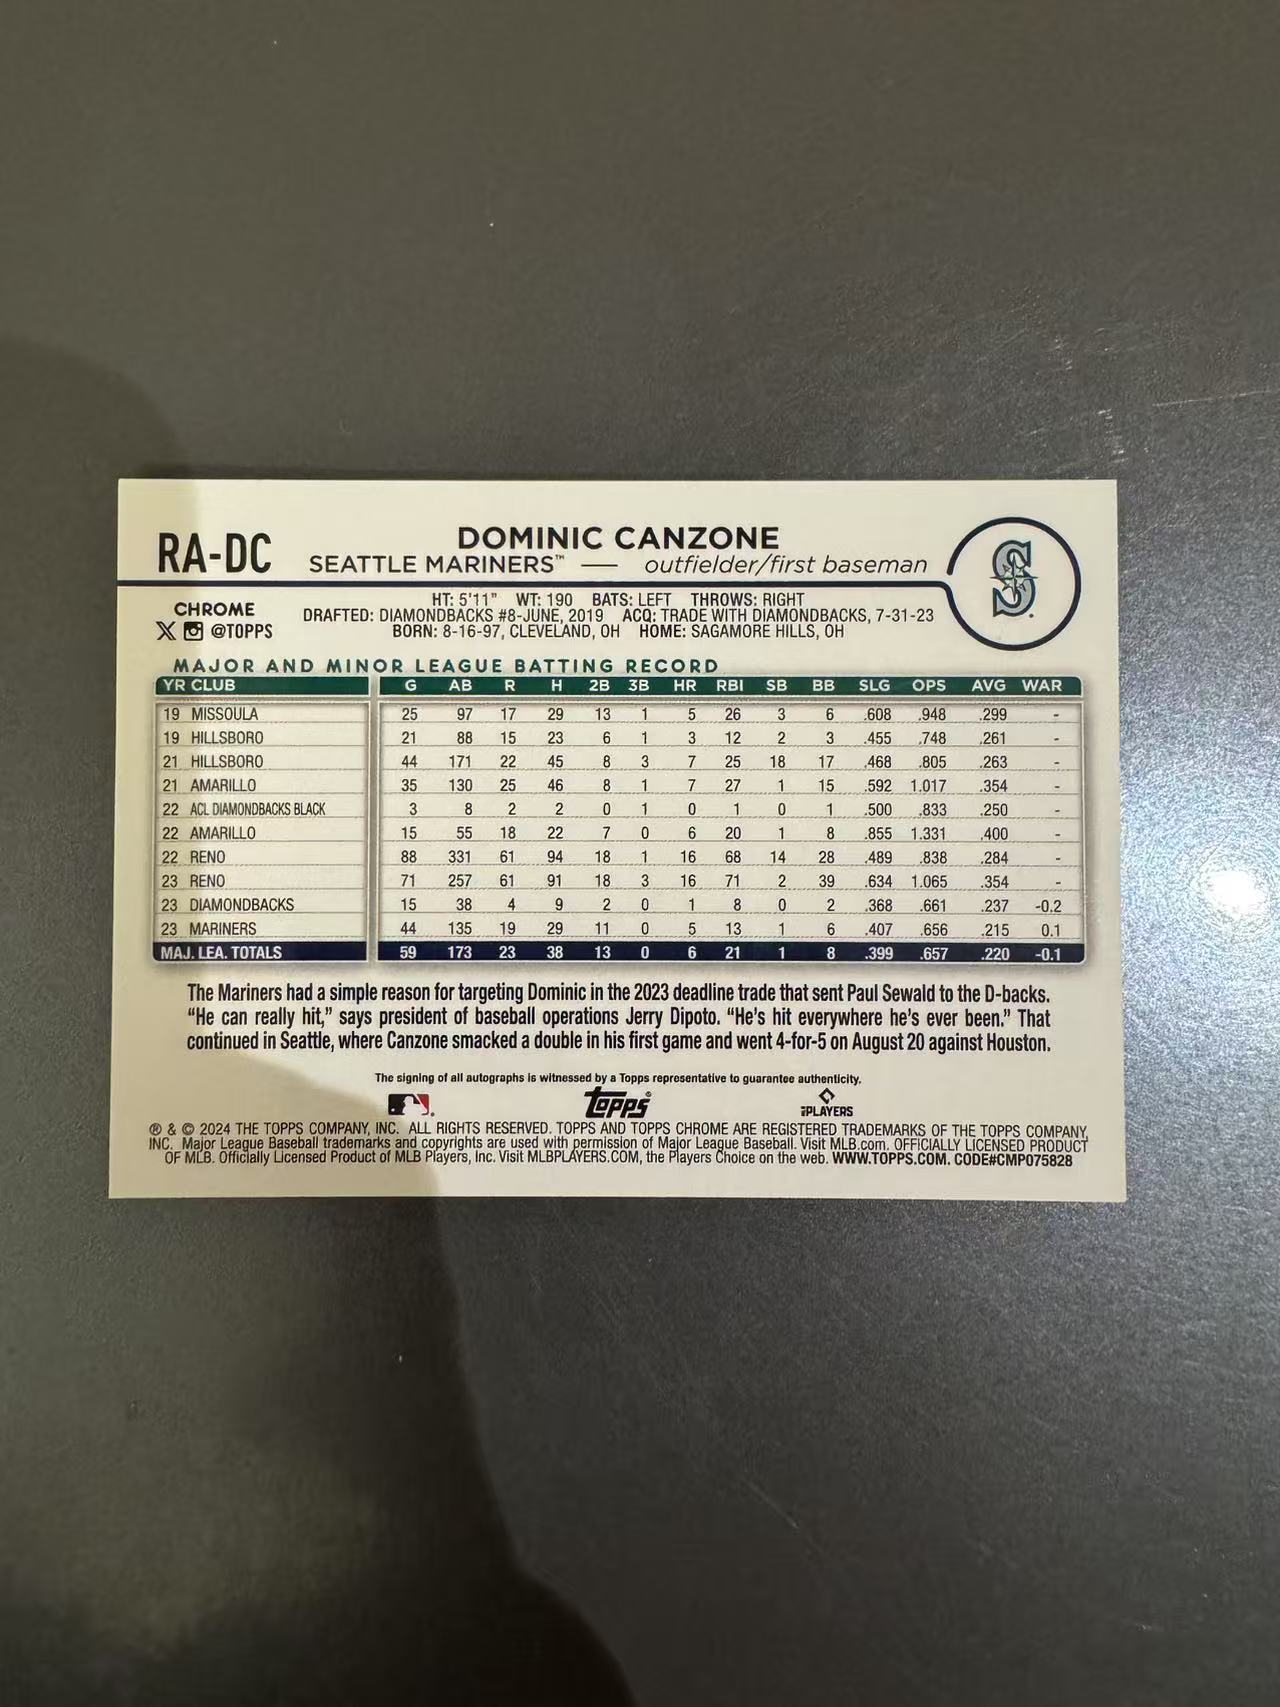 RA-DC
DOMINIC CANZONE
SEATTLE MARINERS™ — outfielder/first baseman
S
CHROME
@TOPPS
HT: 5'11" WT: 190 BATS: LEFT THROWS: RIGHT
DRAFTED: DIAMONDBACKS #8-JUNE, 2019 ACQ: TRADE WITH DIAMONDBACKS, 7-31-23
BORN: 8-16-97, CLEVELAND, OH HOME: SAGAMORE HILLS, OH
MAJOR AND MINOR LEAGUE BATTING RECORD
YR CLUB G AB R H 2B 3B HR RBI SB BB SLG OPS AVG WAR
19 MISSOULA 25 97 17 29 13 1 5 26 3 6 .608 .948 .299 -
19 HILLSBORO 21 88 15 23 6 1 3 12 2 3 .455 .748 .261 -
21 HILLSBORO 44 171 22 45 8 3 7 25 18 17 .468 .805 .263 -
21 AMARILLO 35 130 25 46 8 1 7 27 1 15 .592 1.017 .354 -
22 ACL DIAMONDBACKS BLACK 3 8 2 2 0 1 0 1 0 1 .500 .833 .250 -
22 AMARILLO 15 55 18 22 7 0 6 20 1 8 .855 1.331 .400 -
22 RENO 88 331 61 94 18 1 16 68 14 28 .489 .838 .284 -
23 RENO 71 257 61 91 18 3 16 71 2 39 .634 1.065 .354 -
23 DIAMONDBACKS 15 38 4 9 2 0 1 8 0 2 .368 .661 .237 -0.2
23 MARINERS 44 135 19 29 11 0 5 13 1 6 .407 .656 .215 0.1
MAJ. LEA. TOTALS 59 173 23 38 13 0 6 21 1 8 .399 .657 .220 -0.1
The Mariners had a simple reason for targeting Dominic in the 2023 deadline trade that sent Paul Sewald to the D-backs.
“He can really hit,” says president of baseball operations Jerry Dipoto. “He's hit everywhere he's ever been.” That
continued in Seattle, where Canzone smacked a double in his first game and went 4-for-5 on August 20 against Houston.
The signing of all autographs is witnessed by a Topps representative to guarantee authenticity.
Topps
PLAYERS
® & © 2024 THE TOPPS COMPANY, INC. ALL RIGHTS RESERVED. TOPPS AND TOPPS CHROME ARE REGISTERED TRADEMARKS OF THE TOPPS COMPANY,
INC. Major League Baseball trademarks and copyrights are used with permission of Major League Baseball. Visit MLB.com. OFFICIALLY LICENSED PRODUCT
OF MLB. Officially Licensed Product of MLB Players, Inc. Visit MLBPLAYERS.COM, the Players Choice on the web. WWW.TOPPS.COM. CODE#CMP075828